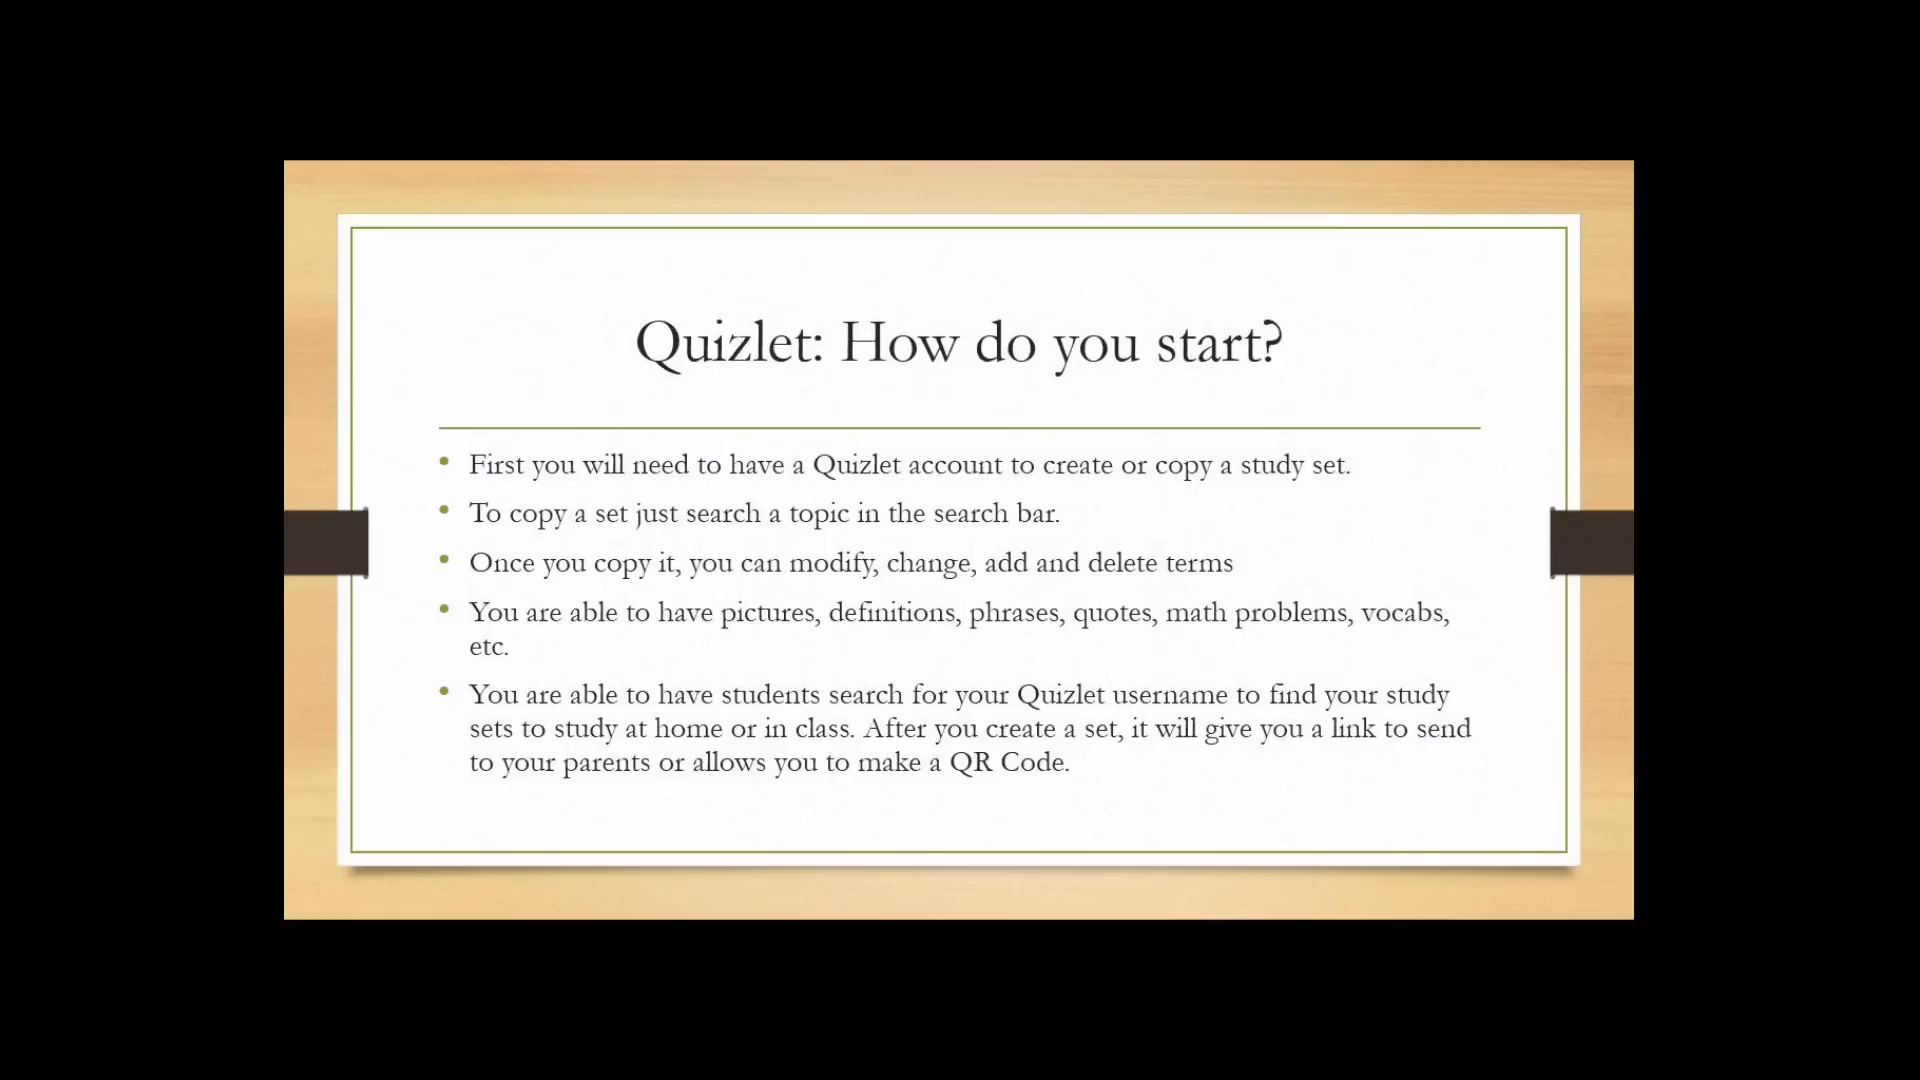 Quizlet: How do you start?
• First you will need to have a Quizlet account to create or copy a study set.
• To copy a set just search a topic in the search bar.
• Once you copy it, you can modify, change, add and delete terms
• You are able to have pictures, definitions, phrases, quotes, math problems, vocabs,
etc.
• You are able to have students search for your Quizlet username to find your study
sets to study at home or in class. After you create a set, it will give you a link to send
to your parents or allows you to make a QR Code.